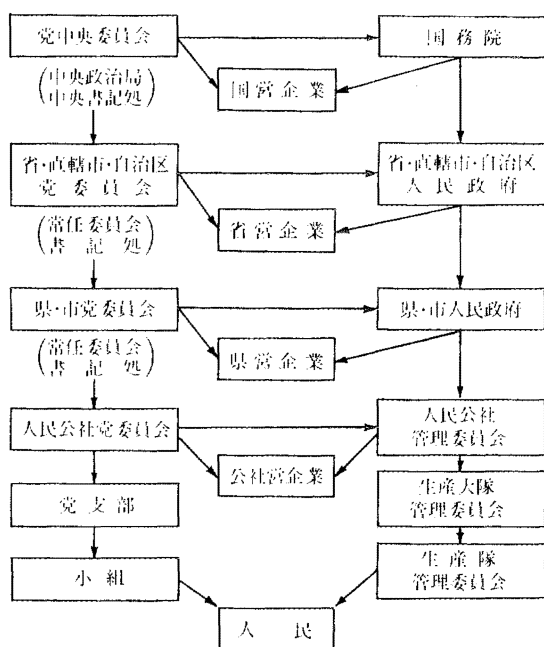 党中央委員会
国務院
(中央政治局
中央書記処)
国営企業
省・直轄市・自治区
党委員会
省・直轄市・自治区
人民政府
(常任委員会
書記処)
省営企業
県・市党委員会
県・市人民政府
(常任委員会
書記処)
県営企業
人民公社党委員会
人民公社
管理委員会
公社営企業
党支部
生産大隊
管理委員会
小組
生産隊
管理委員会
人民